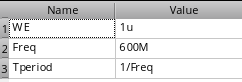 Name Value
1 WE 1u
2 Freq 600M
3 Tperiod 1/Freq